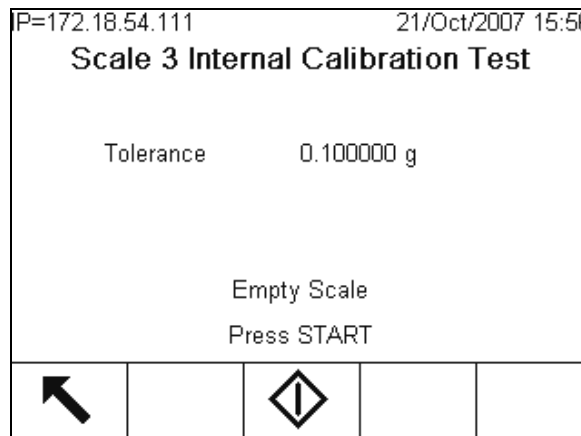 IP=172.18.54.111 21/Oct/2007 15:50
Scale 3 Internal Calibration Test
Tolerance 0.100000 g
Empty Scale
Press START